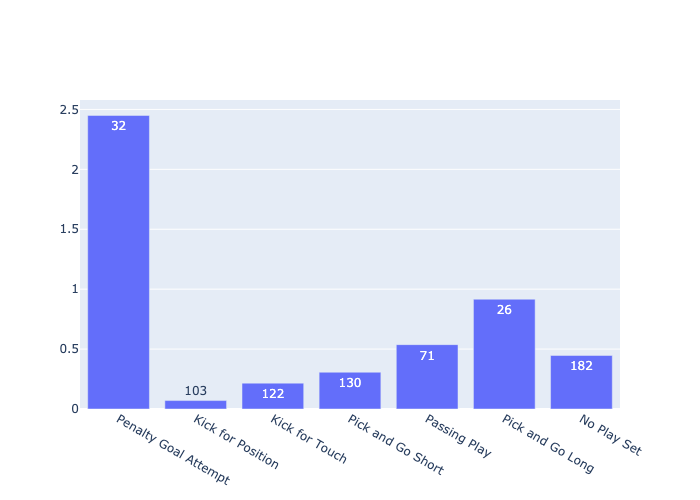 2.5
2
1.5
1
0.5
0
32
103
122
130
71
26
182
Penalty Goal Attempt
Kick for Position
Kick for Touch
Pick and Go Short
Passing Play
Pick and Go Long
No Play Set